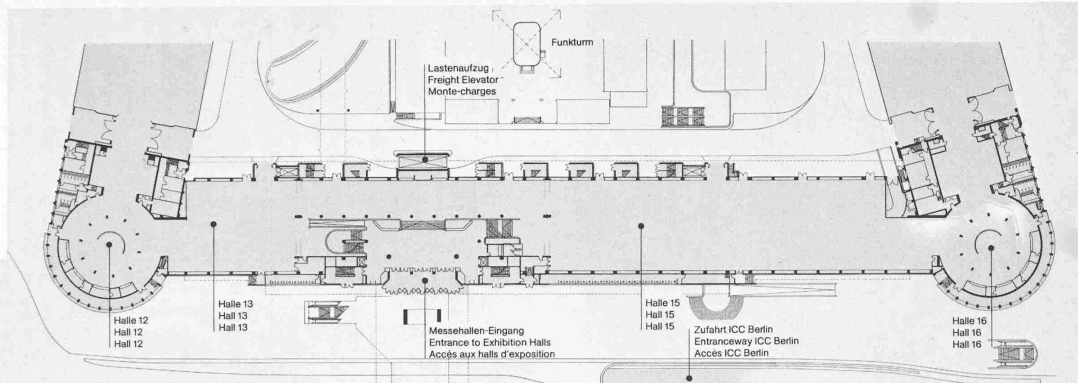 Funkturm
Lastenaufzug
Freight Elevator
Monte-charges
Halle 12
Hall 12
Hall 12
Halle 13
Hall 13
Hall 13
Messehallen-Eingang
Entrance to Exhibition Halls
Accès aux halls d'exposition
Halle 15
Hall 15
Hall 15
Zufahrt ICC Berlin
Entranceway ICC Berlin
Accès ICC Berlin
Halle 16
Hall 16
Hall 16